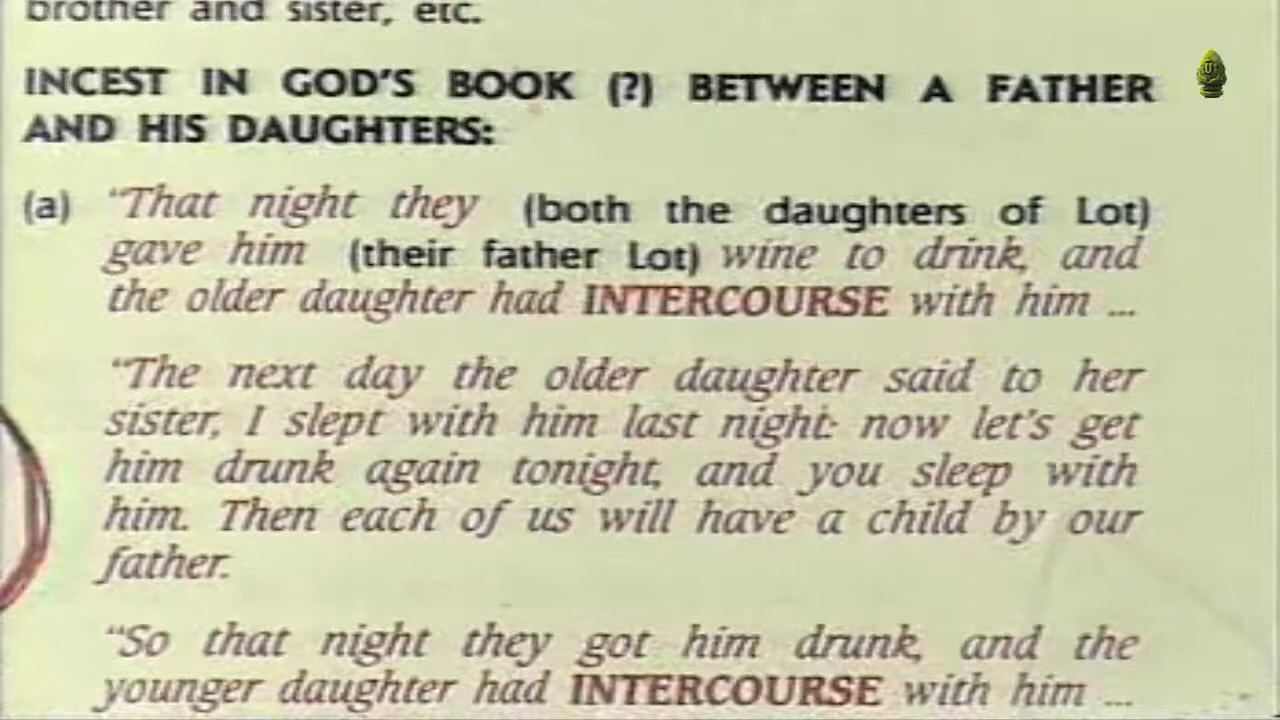 brother and sister, etc.
INCEST IN GOD'S BOOK (?) BETWEEN A FATHER
AND HIS DAUGHTERS:
(a) "That night they (both the daughters of Lot)
gave him (their father Lot) wine to drink, and
the older daughter had INTERCOURSE with him ...
"The next day the older daughter said to her
sister, I slept with him last night: now let's get
him drunk again tonight, and you sleep with
him. Then each of us will have a child by our
father.
"So that night they got him drunk, and the
younger daughter had INTERCOURSE with him ...